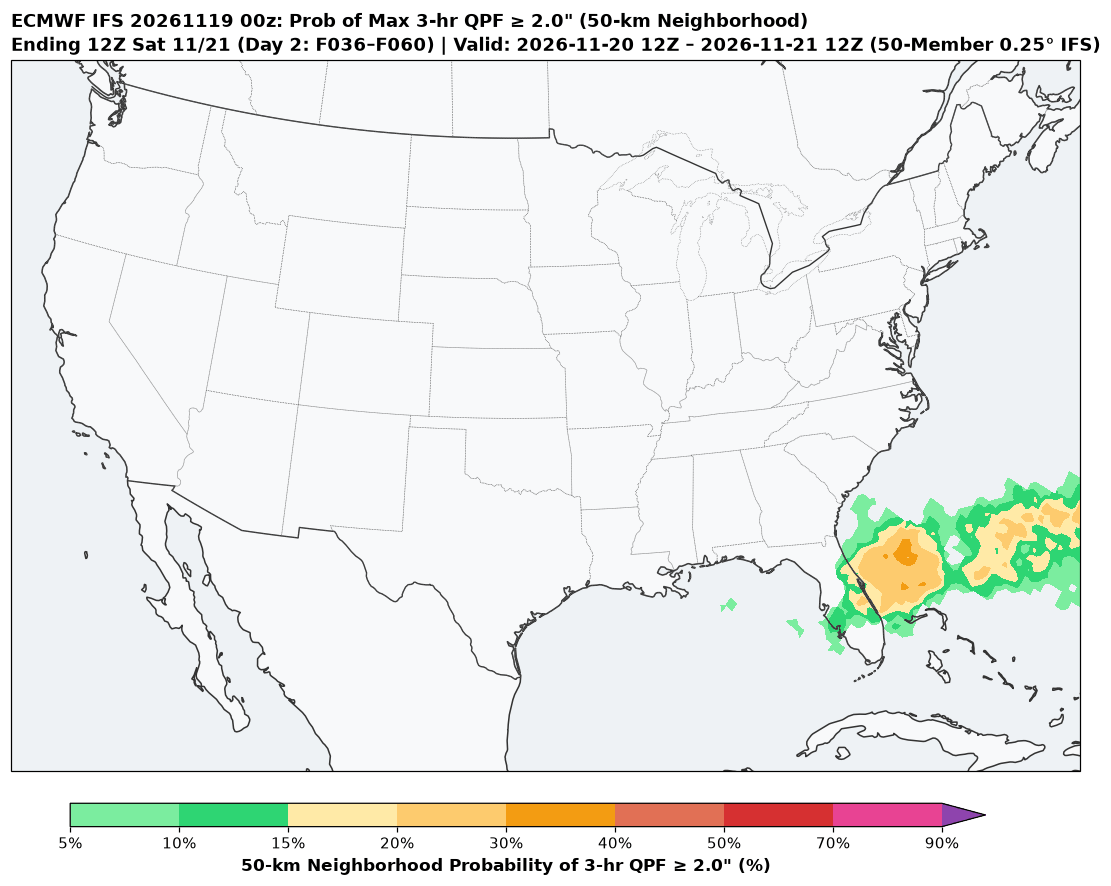 ECMWF IFS 20261119 00z: Prob of Max 3-hr QPF ≥ 2.0" (50-km Neighborhood)
Ending 12Z Sat 11/21 (Day 2: F036–F060) | Valid: 2026-11-20 12Z – 2026-11-21 12Z (50-Member 0.25° IFS)
5% 10% 15% 20% 30% 40% 50% 70% 90%
50-km Neighborhood Probability of 3-hr QPF ≥ 2.0" (%)